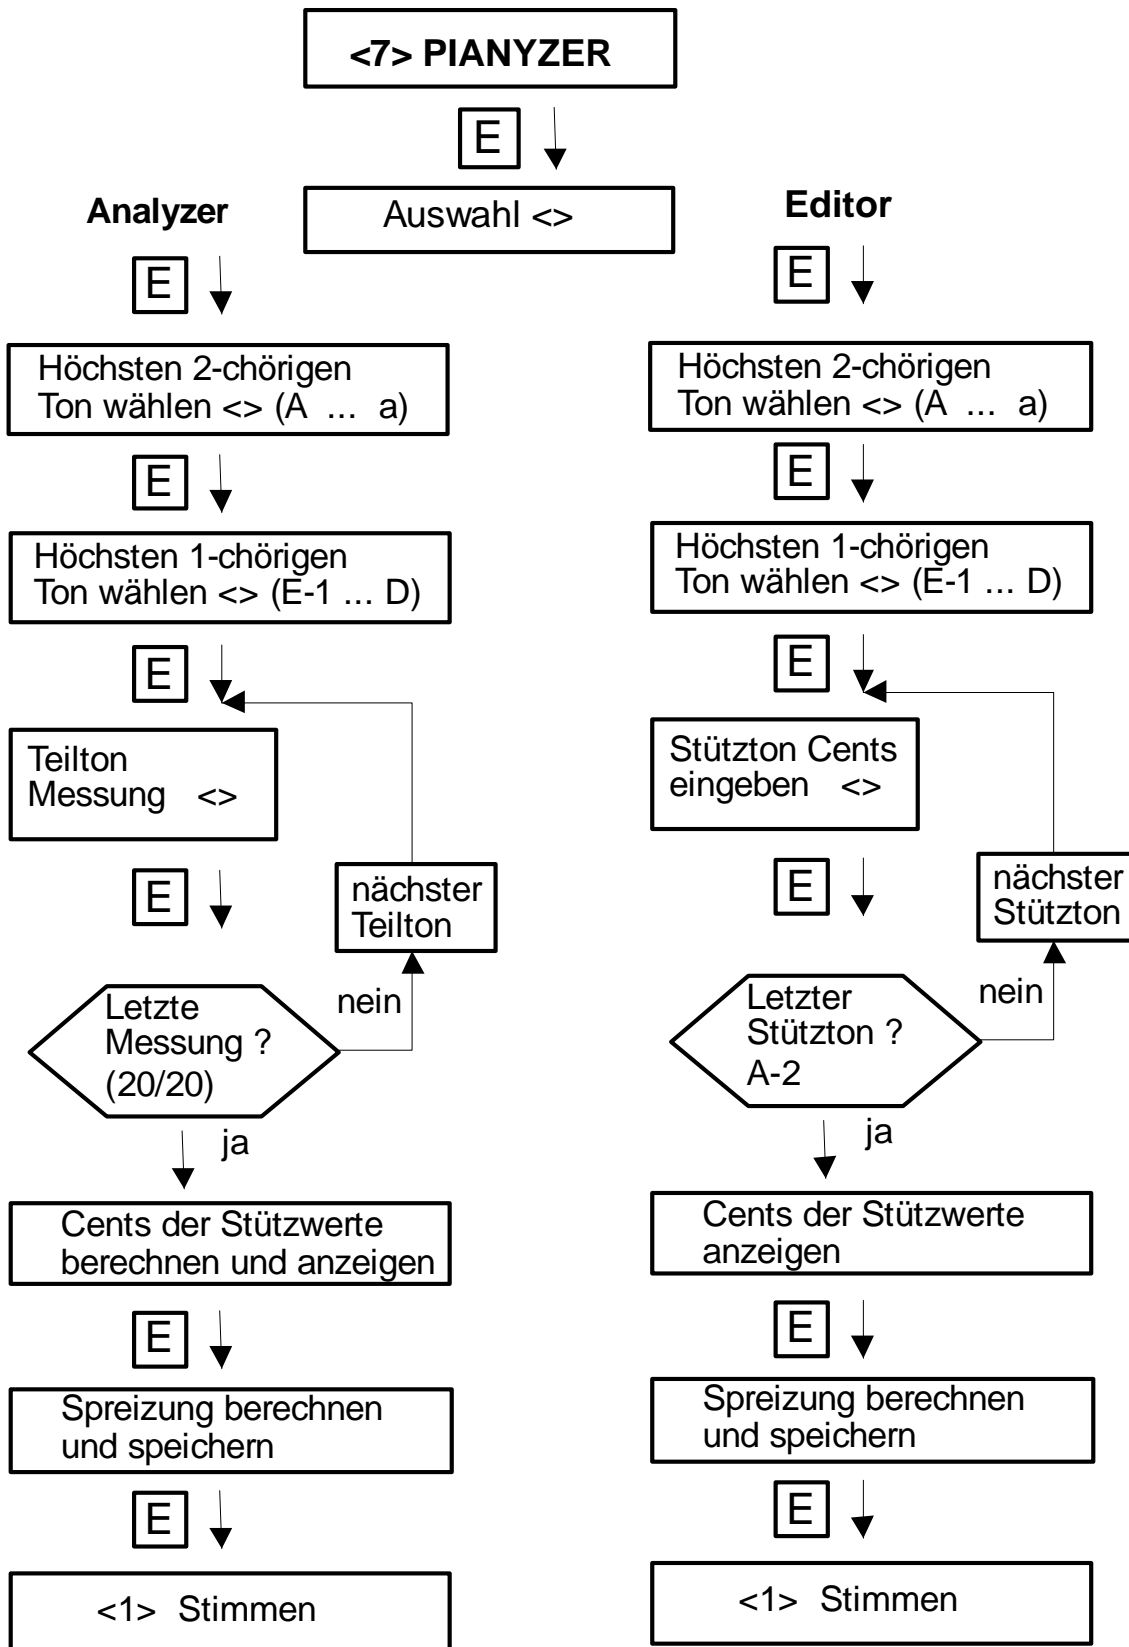 <7> PIANYZER
E
Auswahl <>
Analyzer
E
Höchsten 2-chörigen
Ton wählen <> (A ... a)
E
Höchsten 1-chörigen
Ton wählen <> (E-1 ... D)
E
Teilton
Messung <>
E
nächster
Teilton
nein
Letzte
Messung ?
(20/20)
ja
Cents der Stützwerte
berechnen und anzeigen
E
Spreizung berechnen
und speichern
E
<1> Stimmen
Editor
E
Höchsten 2-chörigen
Ton wählen <> (A ... a)
E
Höchsten 1-chörigen
Ton wählen <> (E-1 ... D)
E
Stützton Cents
eingeben <>
E
nächster
Stützton
nein
Letzter
Stützton ?
A-2
ja
Cents der Stützwerte
anzeigen
E
Spreizung berechnen
und speichern
E
<1> Stimmen